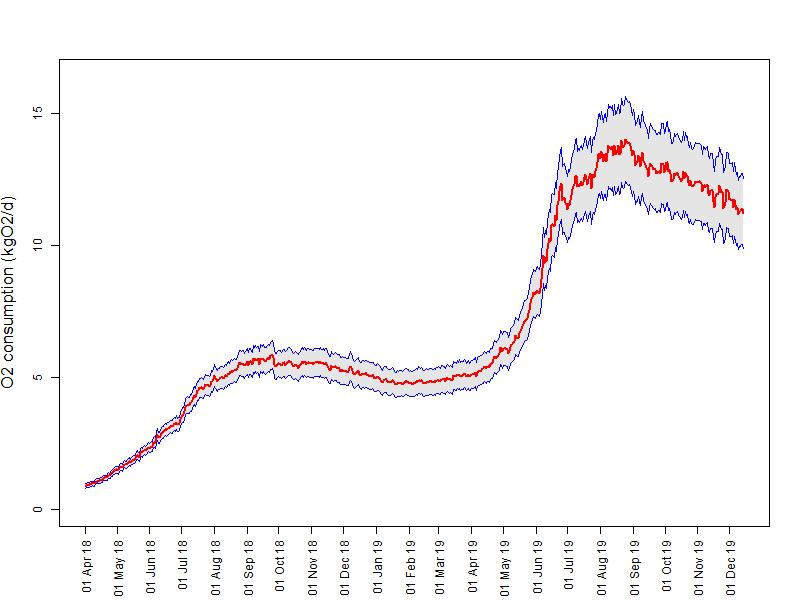 O2 consumption (kgO2/d)
15
10
5
0
01 Apr 18
01 May 18
01 Jun 18
01 Jul 18
01 Aug 18
01 Sep 18
01 Oct 18
01 Nov 18
01 Dec 18
01 Jan 19
01 Feb 19
01 Mar 19
01 Apr 19
01 May 19
01 Jun 19
01 Jul 19
01 Aug 19
01 Sep 19
01 Oct 19
01 Nov 19
01 Dec 19